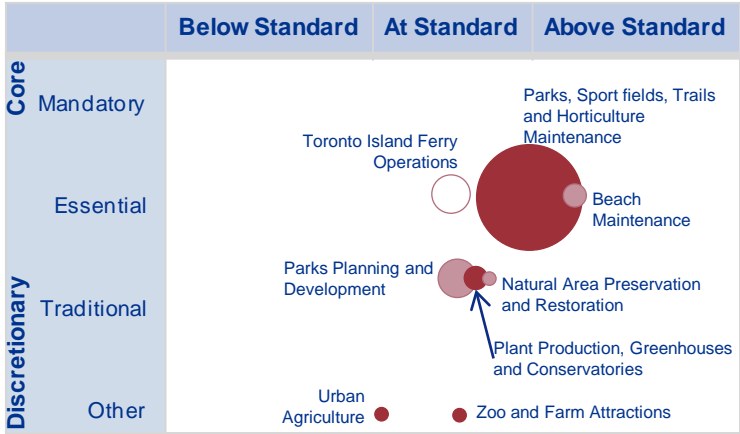 Below Standard
At Standard
Above Standard
Core
Mandatory
Parks, Sport fields, Trails
and Horticulture
Maintenance
Toronto Island Ferry
Operations
Essential
Beach
Maintenance
Discretionary
Traditional
Parks Planning and
Development
Natural Area Preservation
and Restoration
Plant Production, Greenhouses
and Conservatories
Other
Urban
Agriculture
Zoo and Farm Attractions